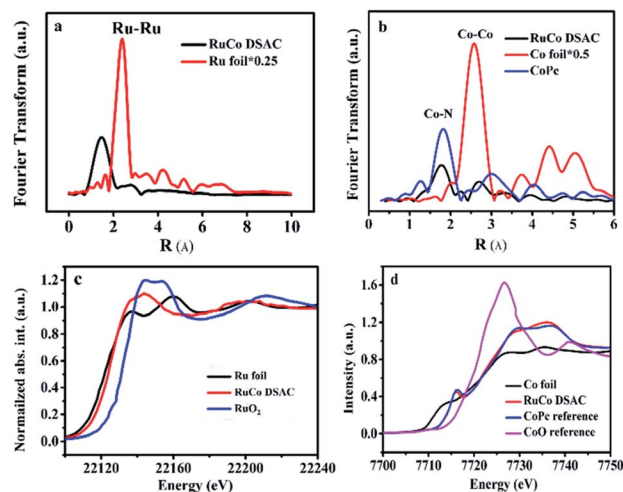 a
Ru-Ru
RuCo DSAC
Ru foil*0.25
Fourier Transform (a.u.)
0 2 4 6 8 10
R (Å)
b
Co-Co
RuCo DSAC
Co foil*0.5
CoPc
Co-N
Fourier Transform (a.u.)
0 1 2 3 4 5 6
R (Å)
c
1.4
1.2
1.0
0.8
0.6
0.4
0.2
0.0
Normalized abs. int. (a.u.)
Ru foil
RuCo DSAC
RuO₂
22120 22160 22200 22240
Energy (eV)
d
1.6
1.2
0.8
0.4
0.0
Intensity (a.u.)
Co foil
RuCo DSAC
CoPc reference
CoO reference
7700 7710 7720 7730 7740 7750
Energy (eV)